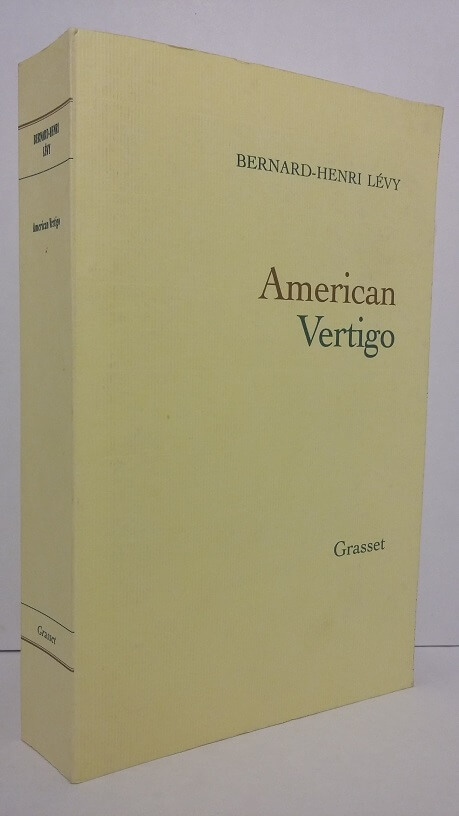 BERNARD-HENRI
LÉVY
American Vertigo
Grasset
BERNARD-HENRI LÉVY
American
Vertigo
Grasset